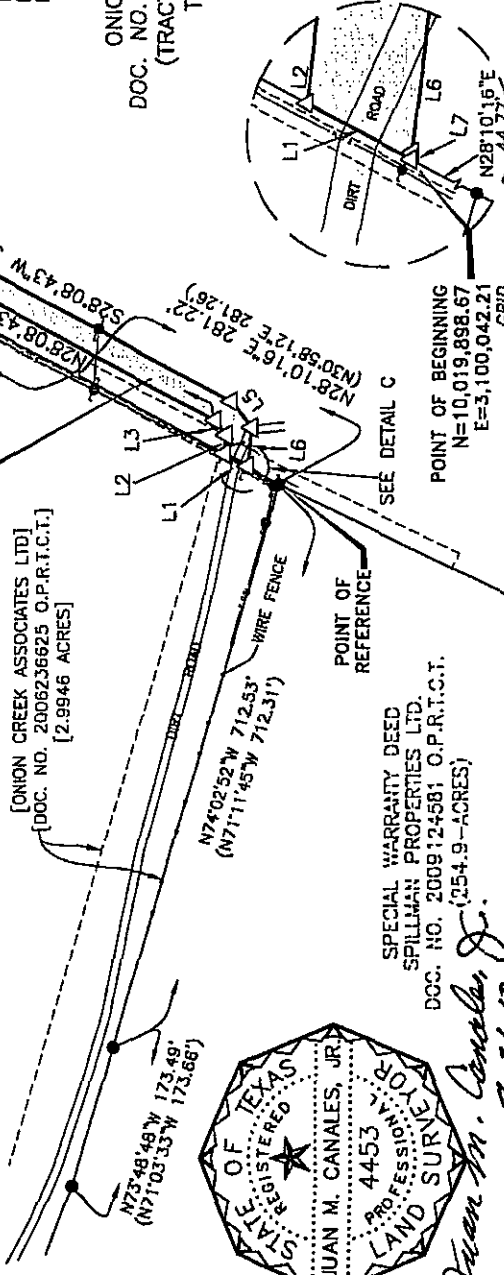 ONIO
DOC. NO.
(TRAC
T
[ONION CREEK ASSOCIATES LTD]
[DOC. NO. 2006236625 O.P.R.T.C.T.]
[2.9946 ACRES]
S28°08'43"W
N28°08'43
N28°10'16"E 281.22'
(N30°58'12"E 281.26')
L1
L2
L3
L5
L6
SEE DETAIL C
L1
L2
L6
L7
DIRT
ROAD
N28°10'16"E
44.77'
POINT OF BEGINNING
N=10,019,898.67
E=3,100,042.21
GRID
POINT OF
REFERENCE
DIRT ROAD
WIRE FENCE
N74°02'52"W 712.53'
(N71°11'45"W 712.31')
N73°48'48"W 173.49'
(N71°03'33"W 173.66')
SPECIAL WARRANTY DEED
SPILLMAN PROPERTIES LTD.
DOC. NO. 2009124581 O.P.R.T.C.T.
(254.9-ACRES)
STATE OF TEXAS
REGISTERED
JUAN M. CANALES, JR.
4453
PROFESSIONAL
LAND SURVEYOR
Juan M. Canales, Jr.